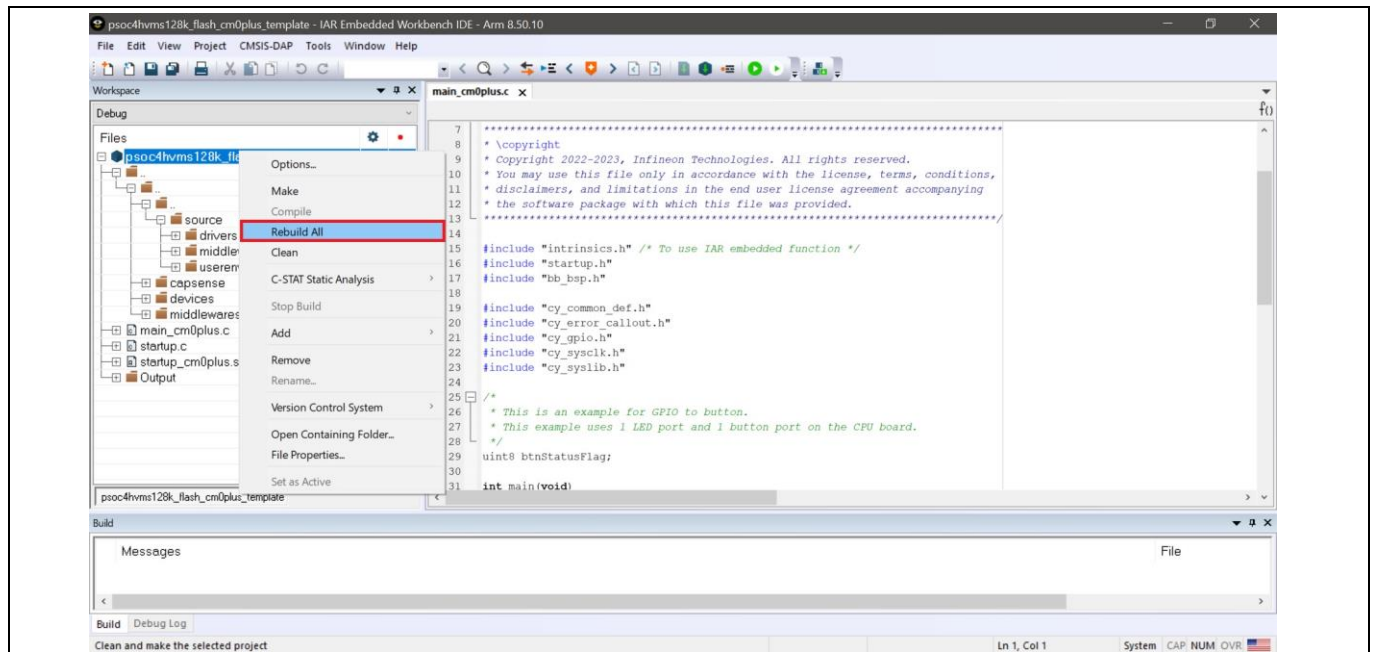 psoc4hvms128k_flash_cm0plus_template - IAR Embedded Workbench IDE - Arm 8.50.10
File Edit View Project CMSIS-DAP Tools Window Help
Workspace
Debug
Files
psoc4hvms128k_fl
..
..
..
source
drivers
middle
useren
capsense
devices
middlewares
main_cm0plus.c
startup.c
startup_cm0plus.s
Output
psoc4hvms128k_flash_cm0plus_template
Options...
Make
Compile
Rebuild All
Clean
C-STAT Static Analysis
Stop Build
Add
Remove
Rename...
Version Control System
Open Containing Folder...
File Properties...
Set as Active
main_cm0plus.c
f()
7 *******************************************************************************
8 * \copyright
9 * Copyright 2022-2023, Infineon Technologies. All rights reserved.
10 * You may use this file only in accordance with the license, terms, conditions,
11 * disclaimers, and limitations in the end user license agreement accompanying
12 * the software package with which this file was provided.
13 ******************************************************************************/
14
15 #include "intrinsics.h" /* To use IAR embedded function */
16 #include "startup.h"
17 #include "bb_bsp.h"
18
19 #include "cy_common_def.h"
20 #include "cy_error_callout.h"
21 #include "cy_gpio.h"
22 #include "cy_sysclk.h"
23 #include "cy_syslib.h"
24
25 /*
26 * This is an example for GPIO to button.
27 * This example uses 1 LED port and 1 button port on the CPU board.
28 */
29 uint8 btnStatusFlag;
30
31 int main(void)
Build
Messages File
Build Debug Log
Clean and make the selected project Ln 1, Col 1 System CAP NUM OVR